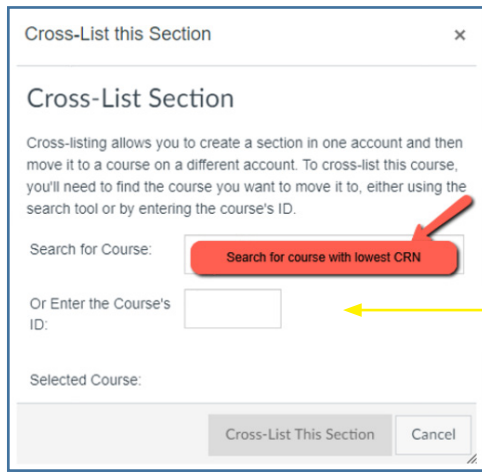 Cross-List this Section ×
Cross-List Section
Cross-listing allows you to create a section in one account and then
move it to a course on a different account. To cross-list this course,
you'll need to find the course you want to move it to, either using the
search tool or by entering the course's ID.
Search for Course:
Search for course with lowest CRN
Or Enter the Course's
ID:
Selected Course:
Cross-List This Section
Cancel